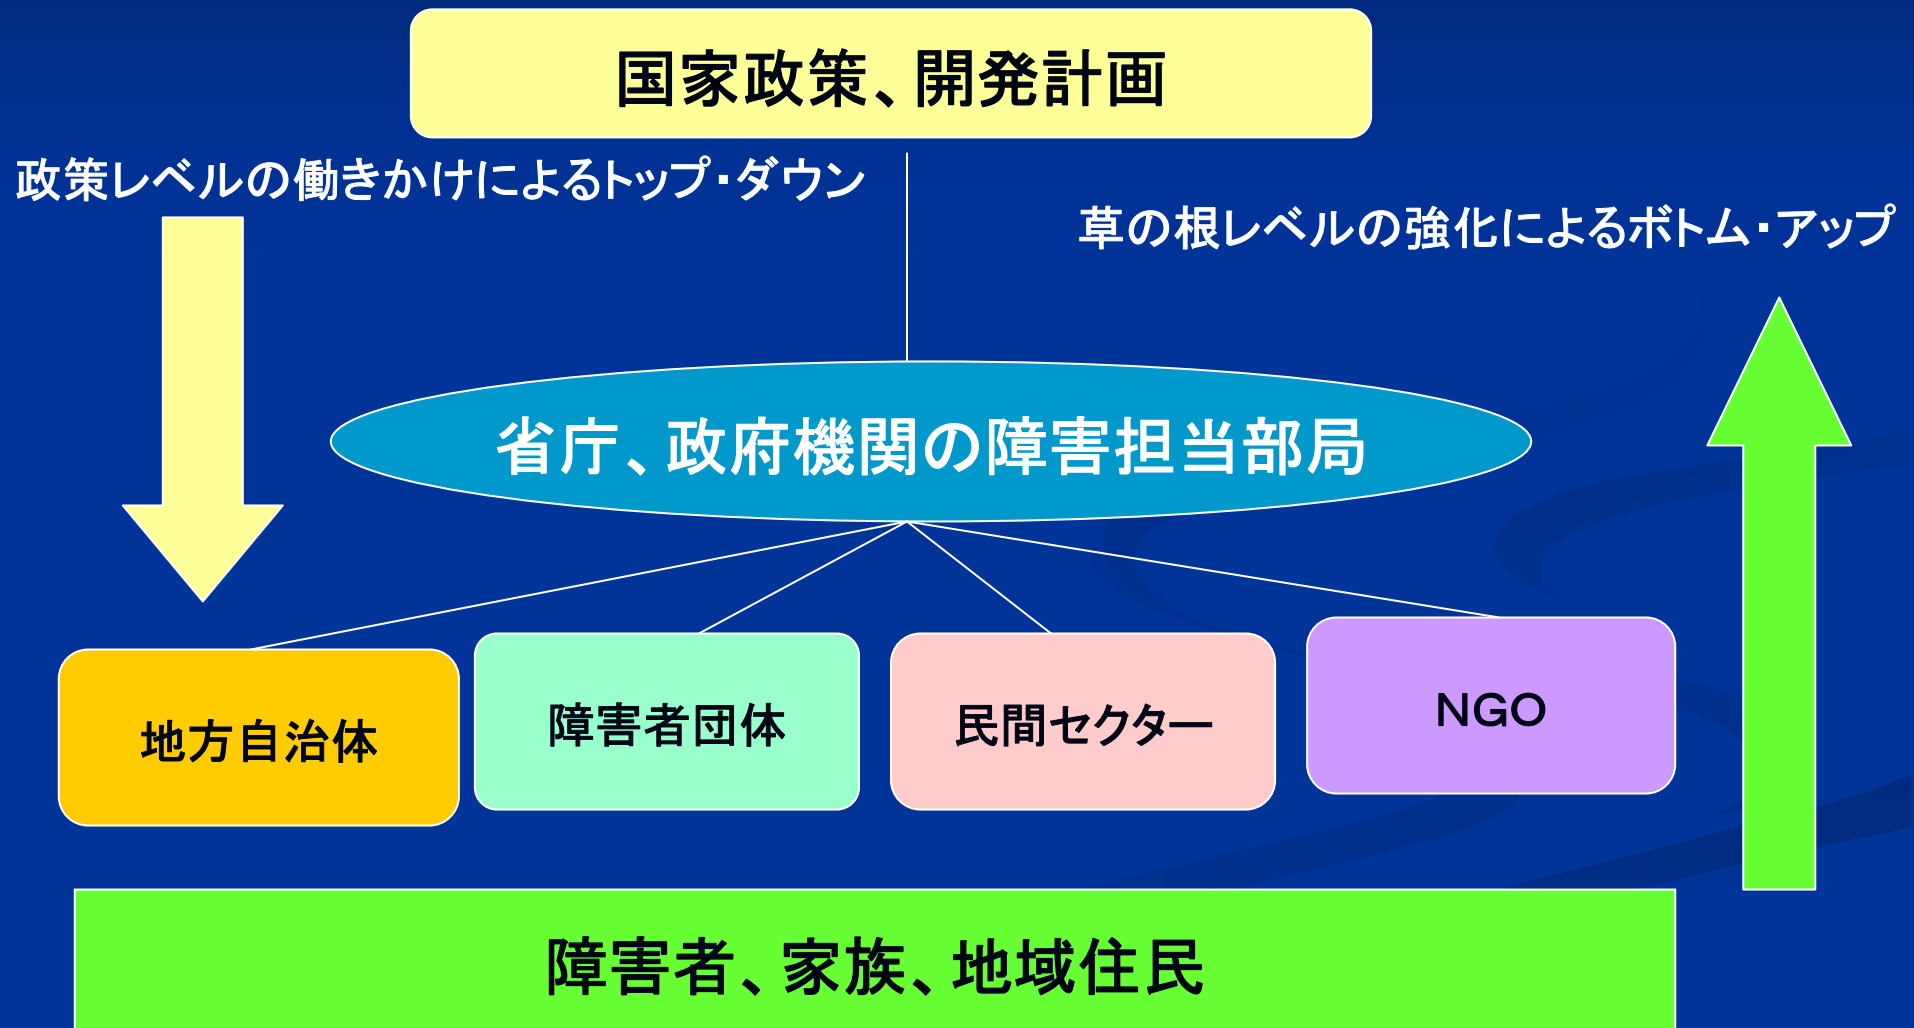 国家政策、開発計画
政策レベルの働きかけによるトップ・ダウン
草の根レベルの強化によるボトム・アップ
省庁、政府機関の障害担当部局
地方自治体
障害者団体
民間セクター
NGO
障害者、家族、地域住民